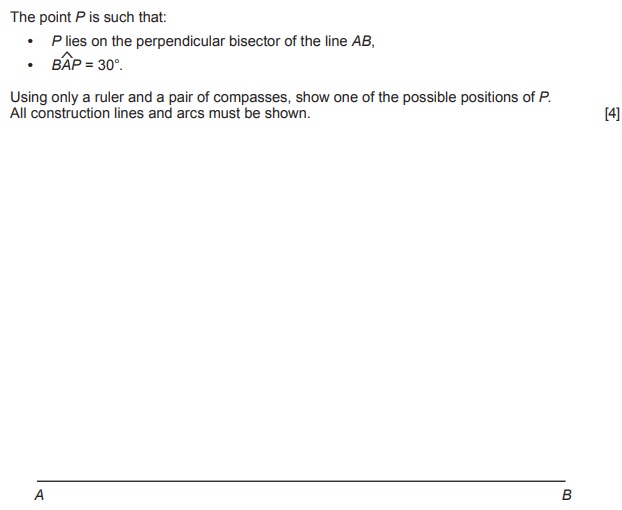 The point P is such that:
• P lies on the perpendicular bisector of the line AB,
• BÂP = 30°.
Using only a ruler and a pair of compasses, show one of the possible positions of P.
All construction lines and arcs must be shown. [4]
A B